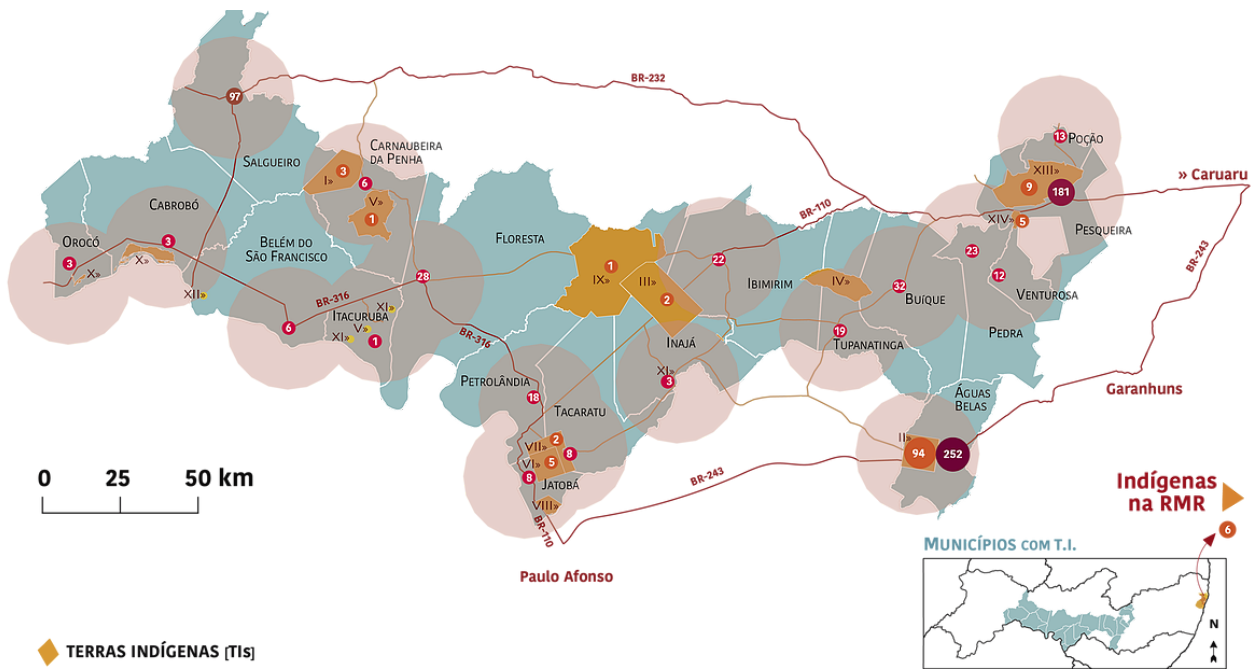 BR-232
97
SALGUEIRO
CARNAUBEIRA
DA PENHA
I»
3
6
V»
1
CABROBÓ
3
OROCÓ
3
X»
X»
XII»
BELÉM DO
SÃO FRANCISCO
BR-316
6
ITACURUBA
XI»
V»
XI»
1
28
BR-316
FLORESTA
1
IX»
III»
2
22
BR-110
IBIMIRIM
INAJÁ
XI»
3
IV»
32
BUÍQUE
19
TUPANATINGA
13
POÇÃO
XIII»
9
181
XIV»
5
PESQUEIRA
23
12
VENTUROSA
PEDRA
» Caruaru
BR-243
Garanhuns
ÁGUAS
BELAS
II»
94
252
PETROLÂNDIA
18
TACARATU
VII»
2
8
VI»
5
8
JATOBÁ
VIII»
BR-110
BR-243
Paulo Afonso
0 25 50 km
Indígenas
na RMR
6
MUNICÍPIOS COM T.I.
N
TERRAS INDÍGENAS [TIs]